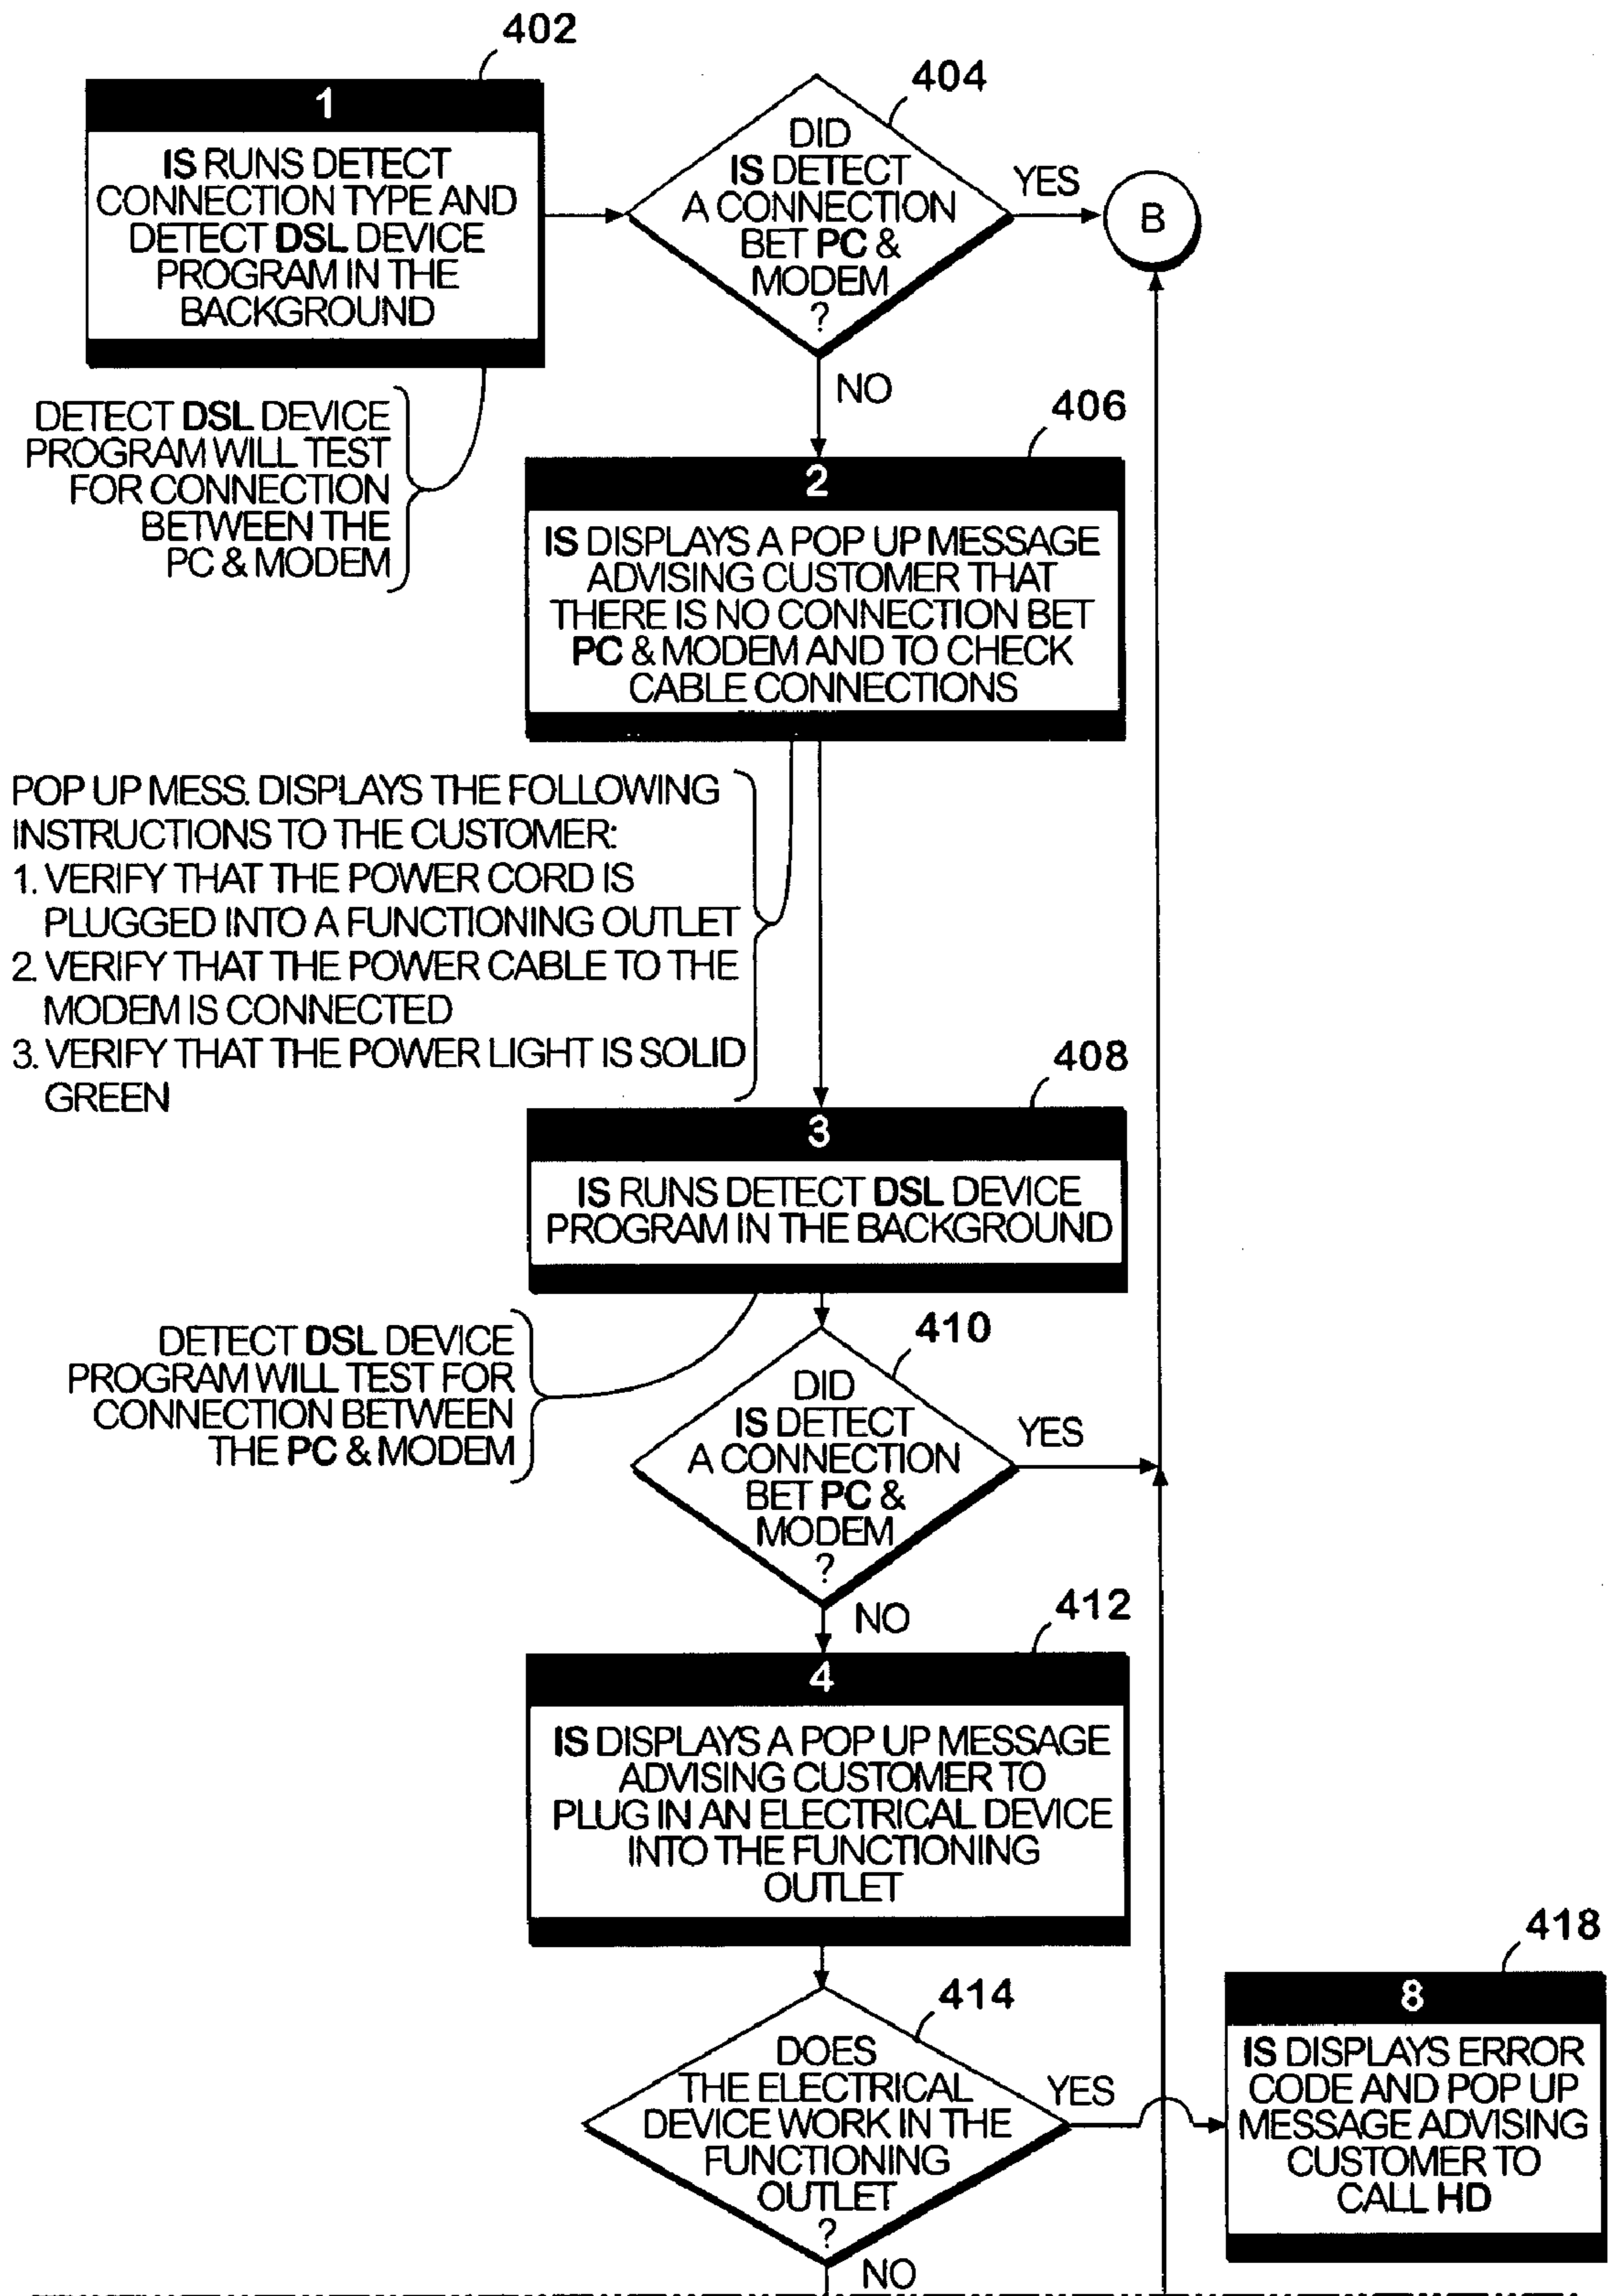 402
1
IS RUNS DETECT
CONNECTION TYPE AND
DETECT DSL DEVICE
PROGRAM IN THE
BACKGROUND
404
DID
IS DETECT
A CONNECTION
BET PC &
MODEM
?
YES
B
NO
DETECT DSL DEVICE
PROGRAM WILL TEST
FOR CONNECTION
BETWEEN THE
PC & MODEM
406
2
IS DISPLAYS A POP UP MESSAGE
ADVISING CUSTOMER THAT
THERE IS NO CONNECTION BET
PC & MODEM AND TO CHECK
CABLE CONNECTIONS
POP UP MESS. DISPLAYS THE FOLLOWING
INSTRUCTIONS TO THE CUSTOMER:
1. VERIFY THAT THE POWER CORD IS
PLUGGED INTO A FUNCTIONING OUTLET
2. VERIFY THAT THE POWER CABLE TO THE
MODEM IS CONNECTED
3. VERIFY THAT THE POWER LIGHT IS SOLID
GREEN
408
3
IS RUNS DETECT DSL DEVICE
PROGRAM IN THE BACKGROUND
DETECT DSL DEVICE
PROGRAM WILL TEST FOR
CONNECTION BETWEEN
THE PC & MODEM
410
DID
IS DETECT
A CONNECTION
BET PC &
MODEM
?
YES
NO
412
4
IS DISPLAYS A POP UP MESSAGE
ADVISING CUSTOMER TO
PLUG IN AN ELECTRICAL DEVICE
INTO THE FUNCTIONING
OUTLET
414
DOES
THE ELECTRICAL
DEVICE WORK IN THE
FUNCTIONING
OUTLET
?
YES
NO
418
8
IS DISPLAYS ERROR
CODE AND POP UP
MESSAGE ADVISING
CUSTOMER TO
CALL HD